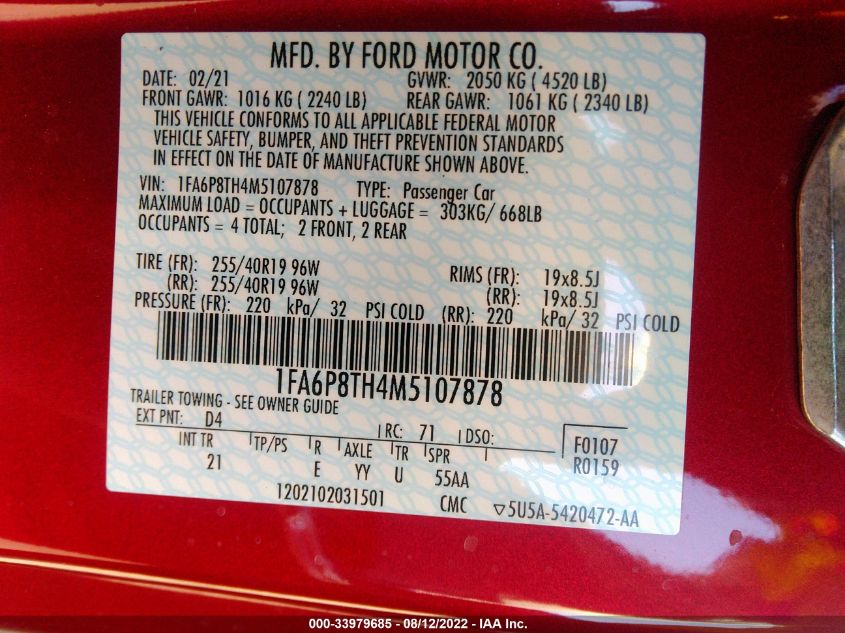 MFD. BY FORD MOTOR CO.
DATE: 02/21 GVWR: 2050 KG ( 4520 LB)
FRONT GAWR: 1016 KG ( 2240 LB) REAR GAWR: 1061 KG ( 2340 LB)
THIS VEHICLE CONFORMS TO ALL APPLICABLE FEDERAL MOTOR
VEHICLE SAFETY, BUMPER, AND THEFT PREVENTION STANDARDS
IN EFFECT ON THE DATE OF MANUFACTURE SHOWN ABOVE.
VIN: 1FA6P8TH4M5107878 TYPE: Passenger Car
MAXIMUM LOAD = OCCUPANTS + LUGGAGE = 303KG/ 668LB
OCCUPANTS = 4 TOTAL; 2 FRONT, 2 REAR
TIRE (FR): 255/40R19 96W RIMS (FR): 19x8.5J
(RR): 255/40R19 96W (RR): 19x8.5J
PRESSURE (FR): 220 kPa/ 32 PSI COLD (RR): 220 kPa/ 32 PSI COLD
1FA6P8TH4M5107878
TRAILER TOWING - SEE OWNER GUIDE
EXT PNT: D4 RC: 71 DSO: F0107
INT TR TP/PS R AXLE TR SPR R0159
21 E YY U 55AA
1202102031501 CMC ▽5U5A-5420472-AA
000-33979685 - 08/12/2022 - IAA Inc.